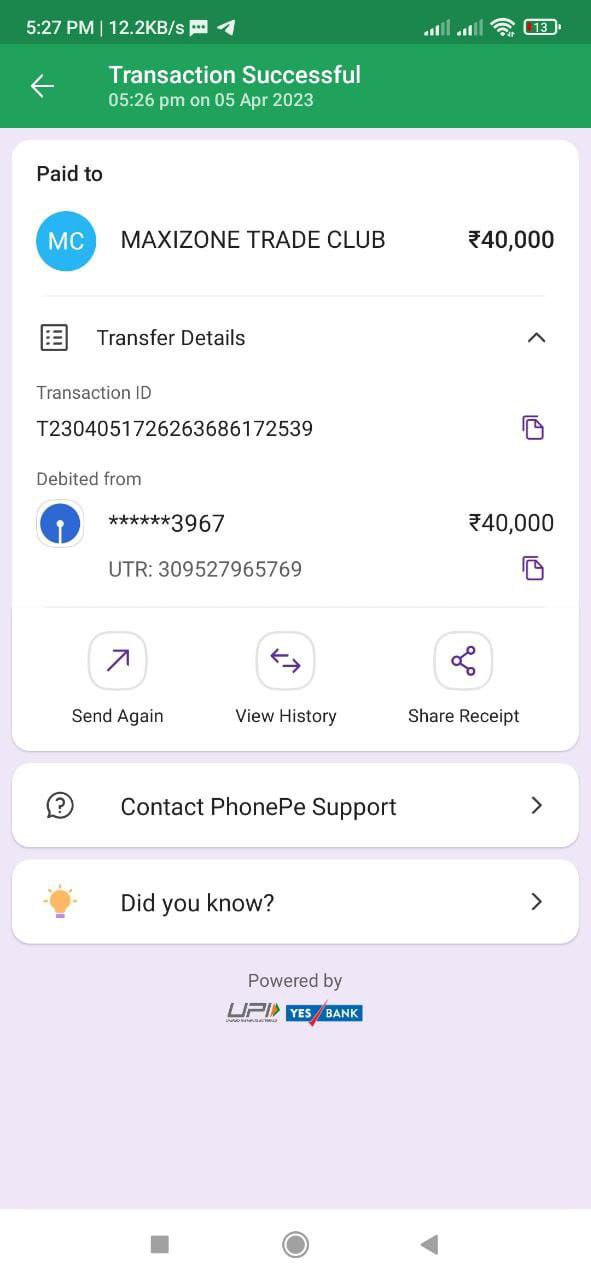 5:27 PM | 12.2KB/s
13
Transaction Successful
05:26 pm on 05 Apr 2023
Paid to
MC
MAXIZONE TRADE CLUB
₹40,000
Transfer Details
Transaction ID
T2304051726263686172539
Debited from
******3967
₹40,000
UTR: 309527965769
Send Again
View History
Share Receipt
Contact PhonePe Support
Did you know?
Powered by
UPI
YES BANK